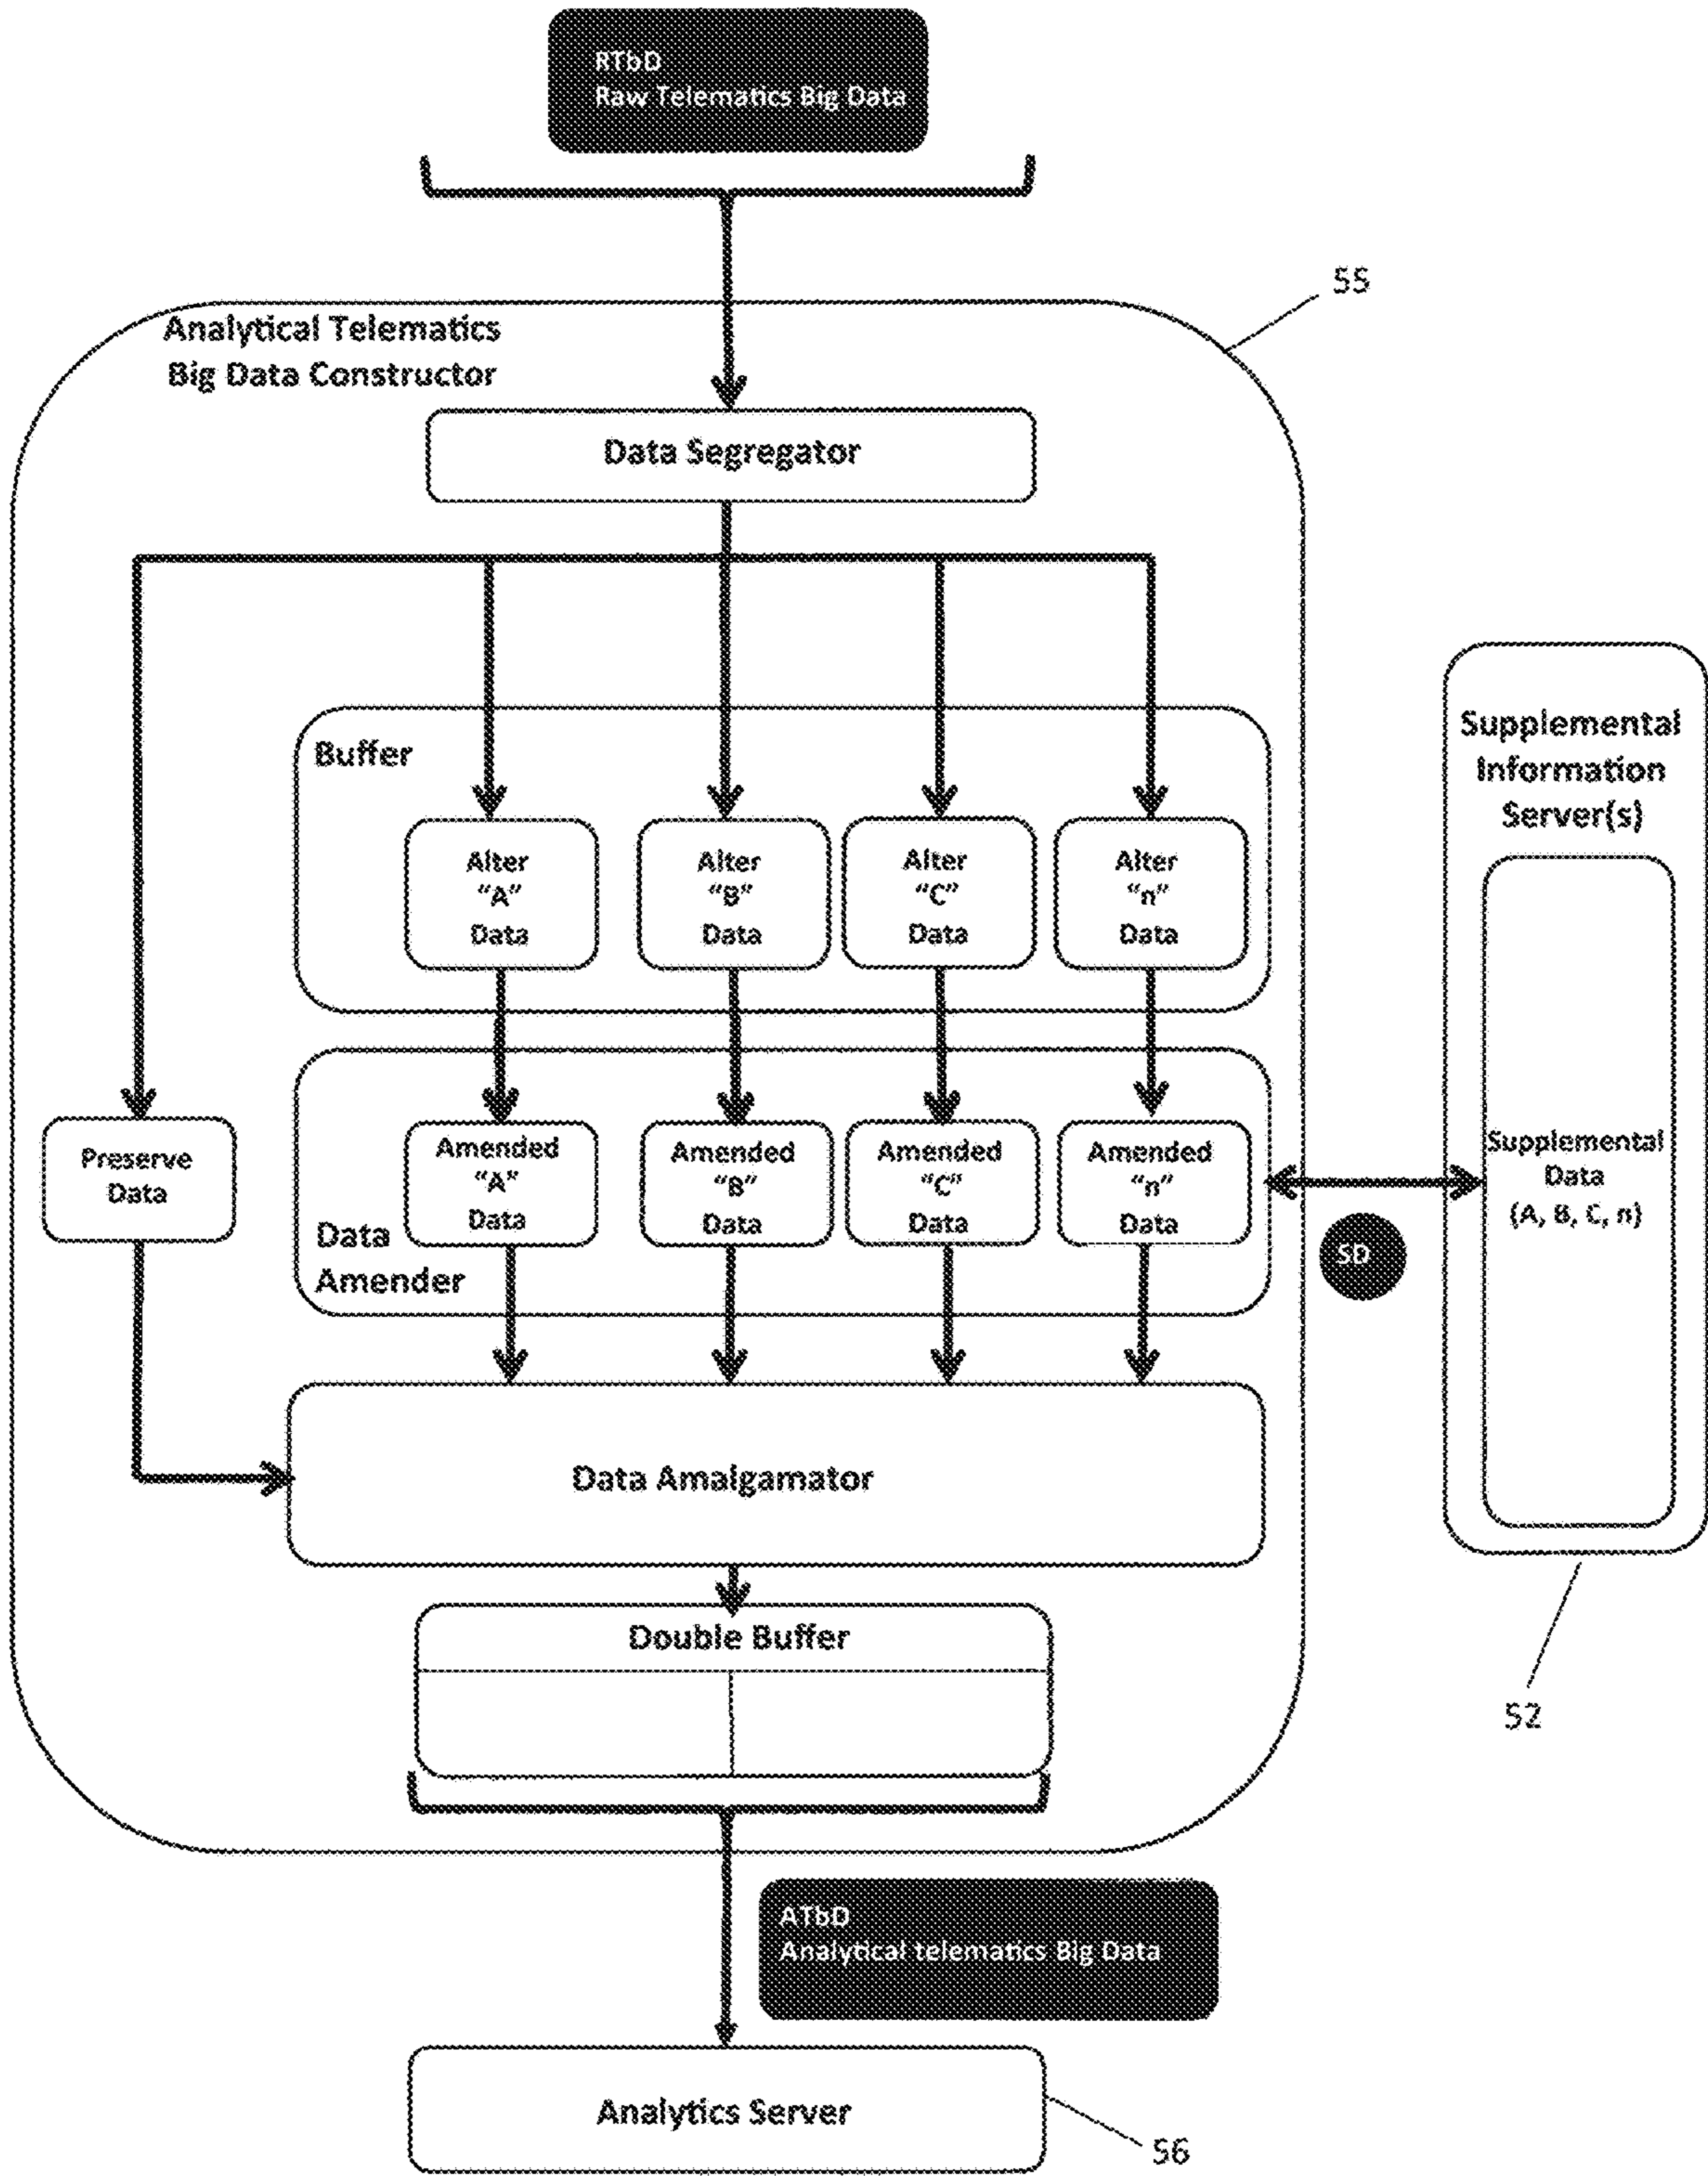 RTbD
Raw Telematics Big Data
55
Analytical Telematics
Big Data Constructor
Data Segregator
Buffer
Alter
“A”
Data
Alter
“B”
Data
Alter
“C”
Data
Alter
“n”
Data
Supplemental
Information
Server(s)
Preserve
Data
Data
Amender
Amended
“A”
Data
Amended
“B”
Data
Amended
“C”
Data
Amended
“n”
Data
Supplemental
Data
(A, B, C, n)
SD
Data Amalgamator
Double Buffer
52
ATbD
Analytical telematics Big Data
Analytics Server
56